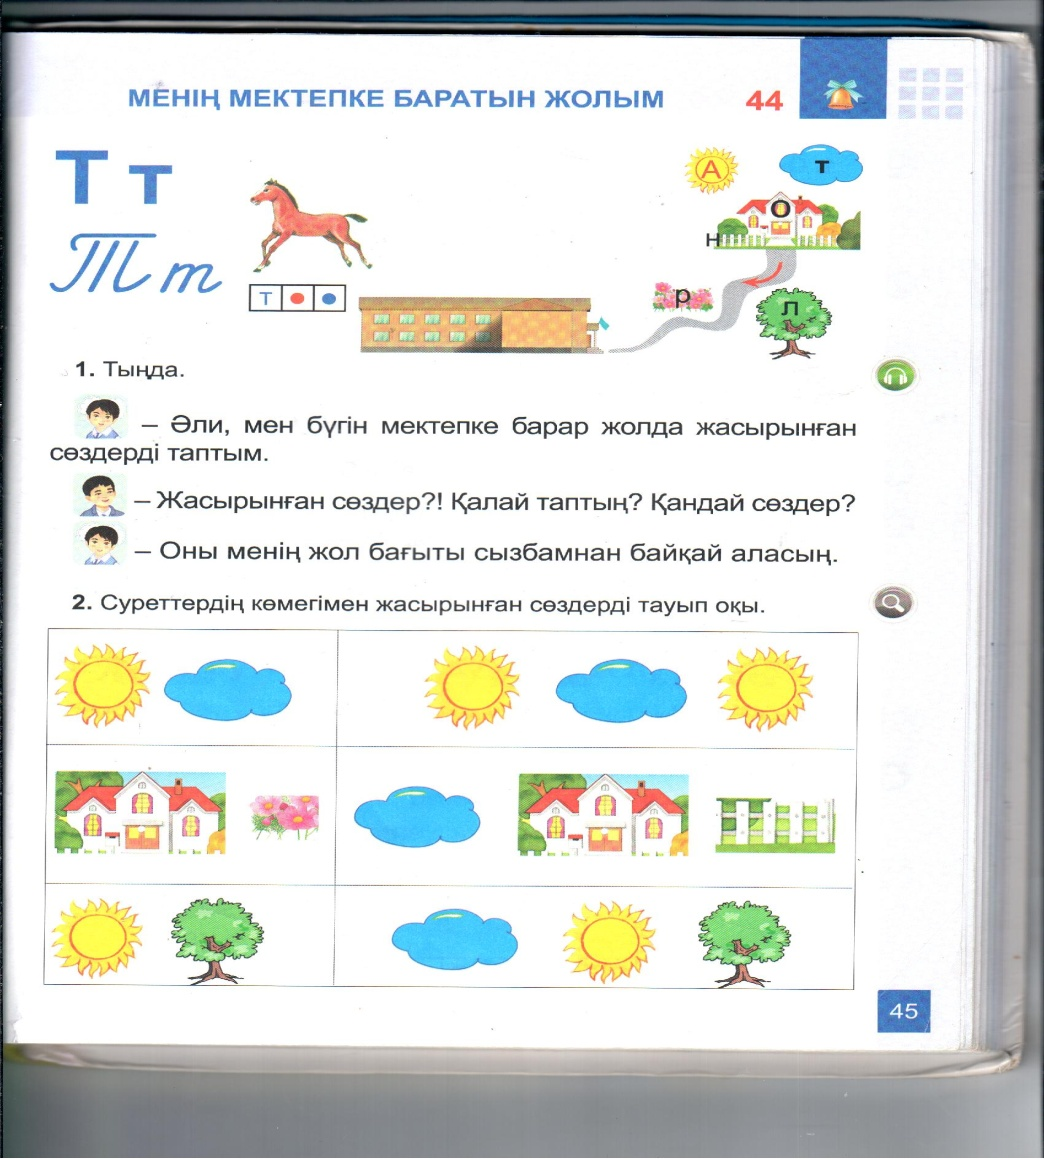 МЕНІҢ МЕКТЕПКЕ БАРАТЫН ЖОЛЫМ 44
Т т
Т т
А т
О
н
р л
Т
1. Тыңда.
– Әли, мен бүгін мектепке барар жолда жасырынған
сөздерді таптым.
– Жасырынған сөздер?! Қалай таптың? Қандай сөздер?
– Оны менің жол бағыты сызбамнан байқай аласың.
2. Суреттердің көмегімен жасырынған сөздерді тауып оқы.
45